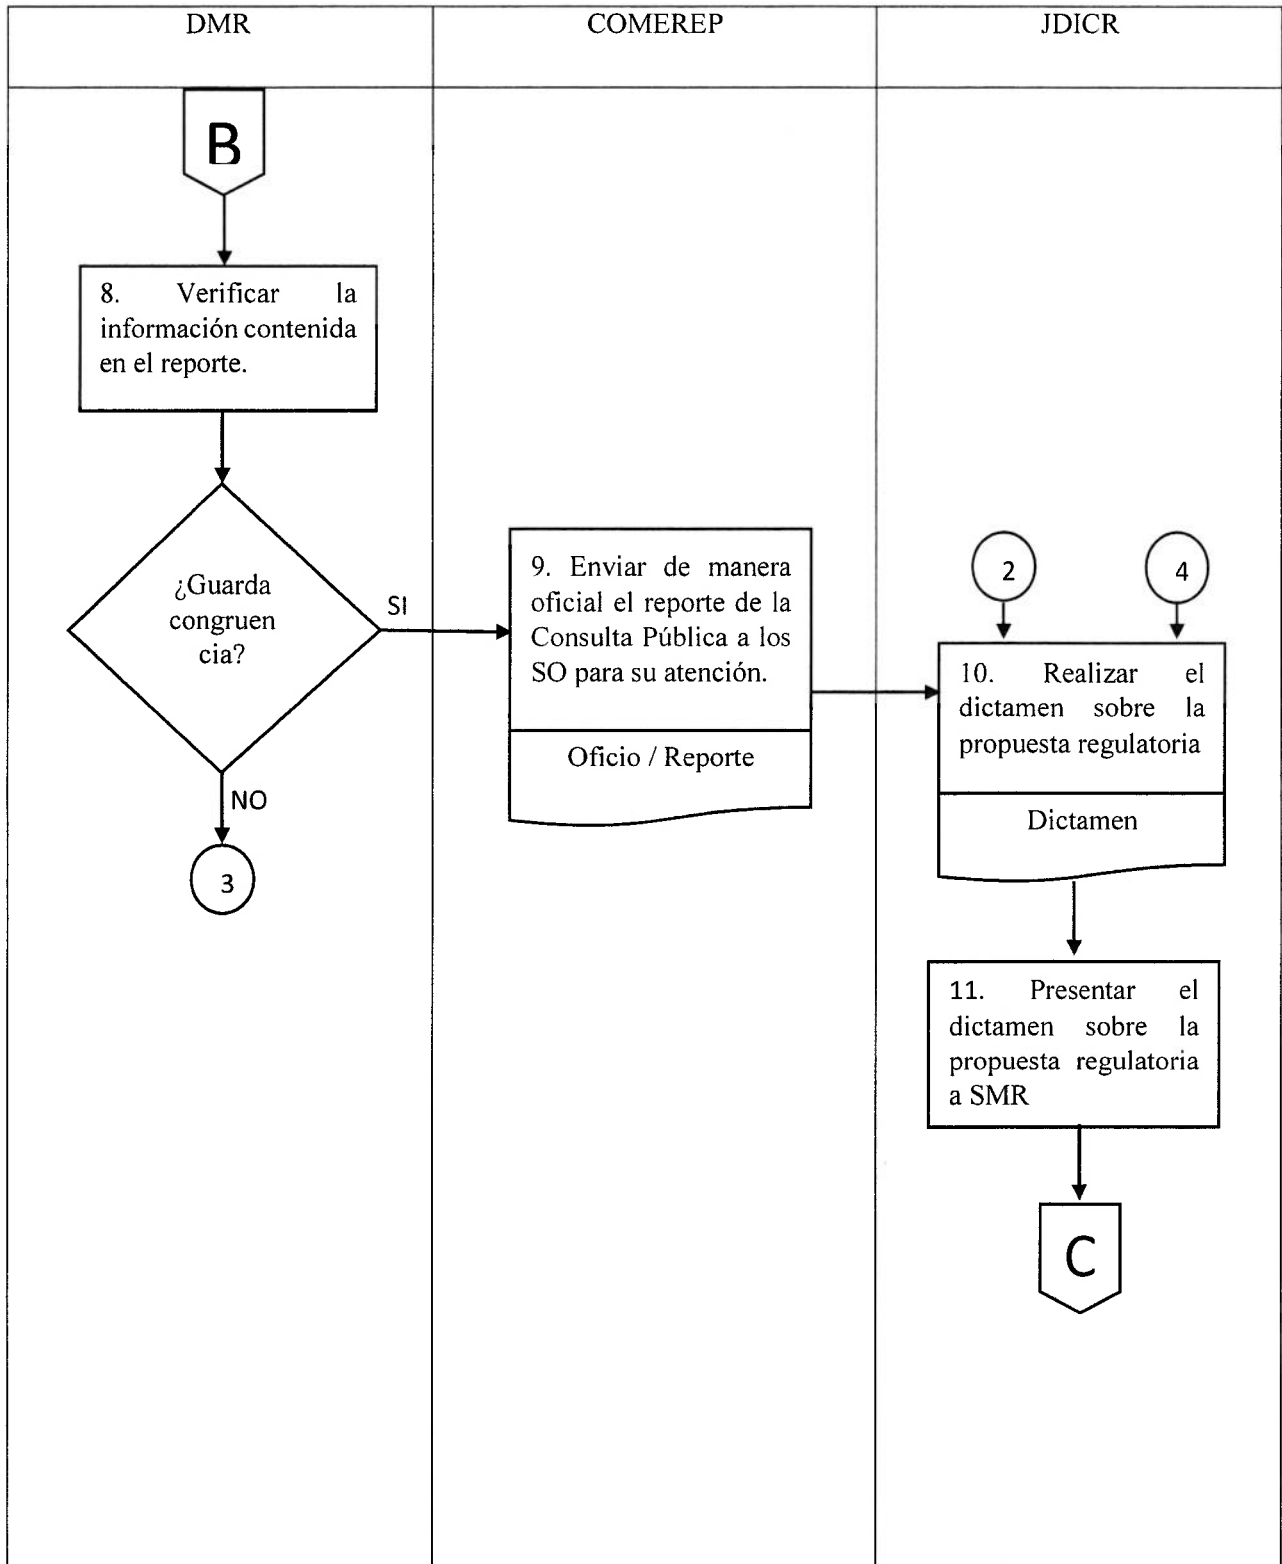 DMR
COMEREP
JDICR
B
8. Verificar la
información contenida
en el reporte.
¿Guarda
congruen
cia?
SI
NO
3
9. Enviar de manera
oficial el reporte de la
Consulta Pública a los
SO para su atención.
Oficio / Reporte
2
4
10. Realizar el
dictamen sobre la
propuesta regulatoria
Dictamen
11. Presentar el
dictamen sobre la
propuesta regulatoria
a SMR
C